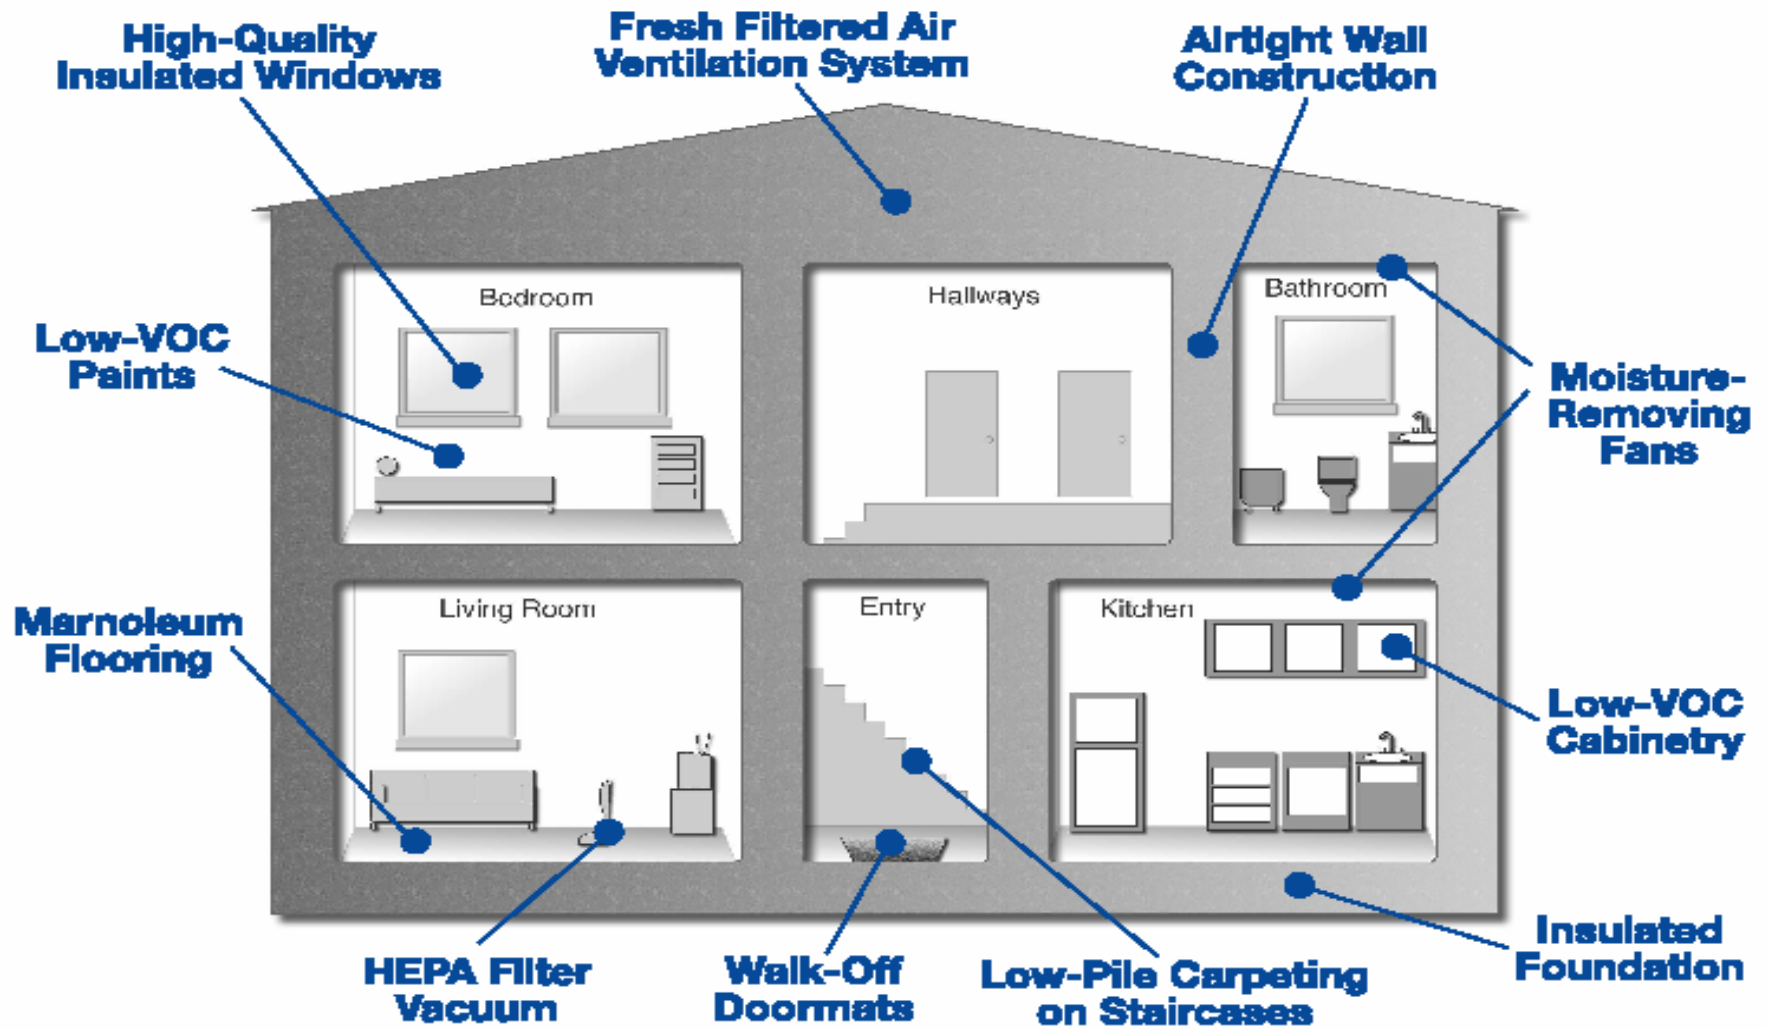 High-Quality
Insulated Windows
Fresh Filtered Air
Ventilation System
Airtight Wall
Construction
Bedroom
Hallways
Bathroom
Low-VOC
Paints
Moisture-
Removing
Fans
Living Room
Entry
Kitchen
Marnoleum
Flooring
Low-VOC
Cabinetry
HEPA Filter
Vacuum
Walk-Off
Doormats
Low-Pile Carpeting
on Staircases
Insulated
Foundation